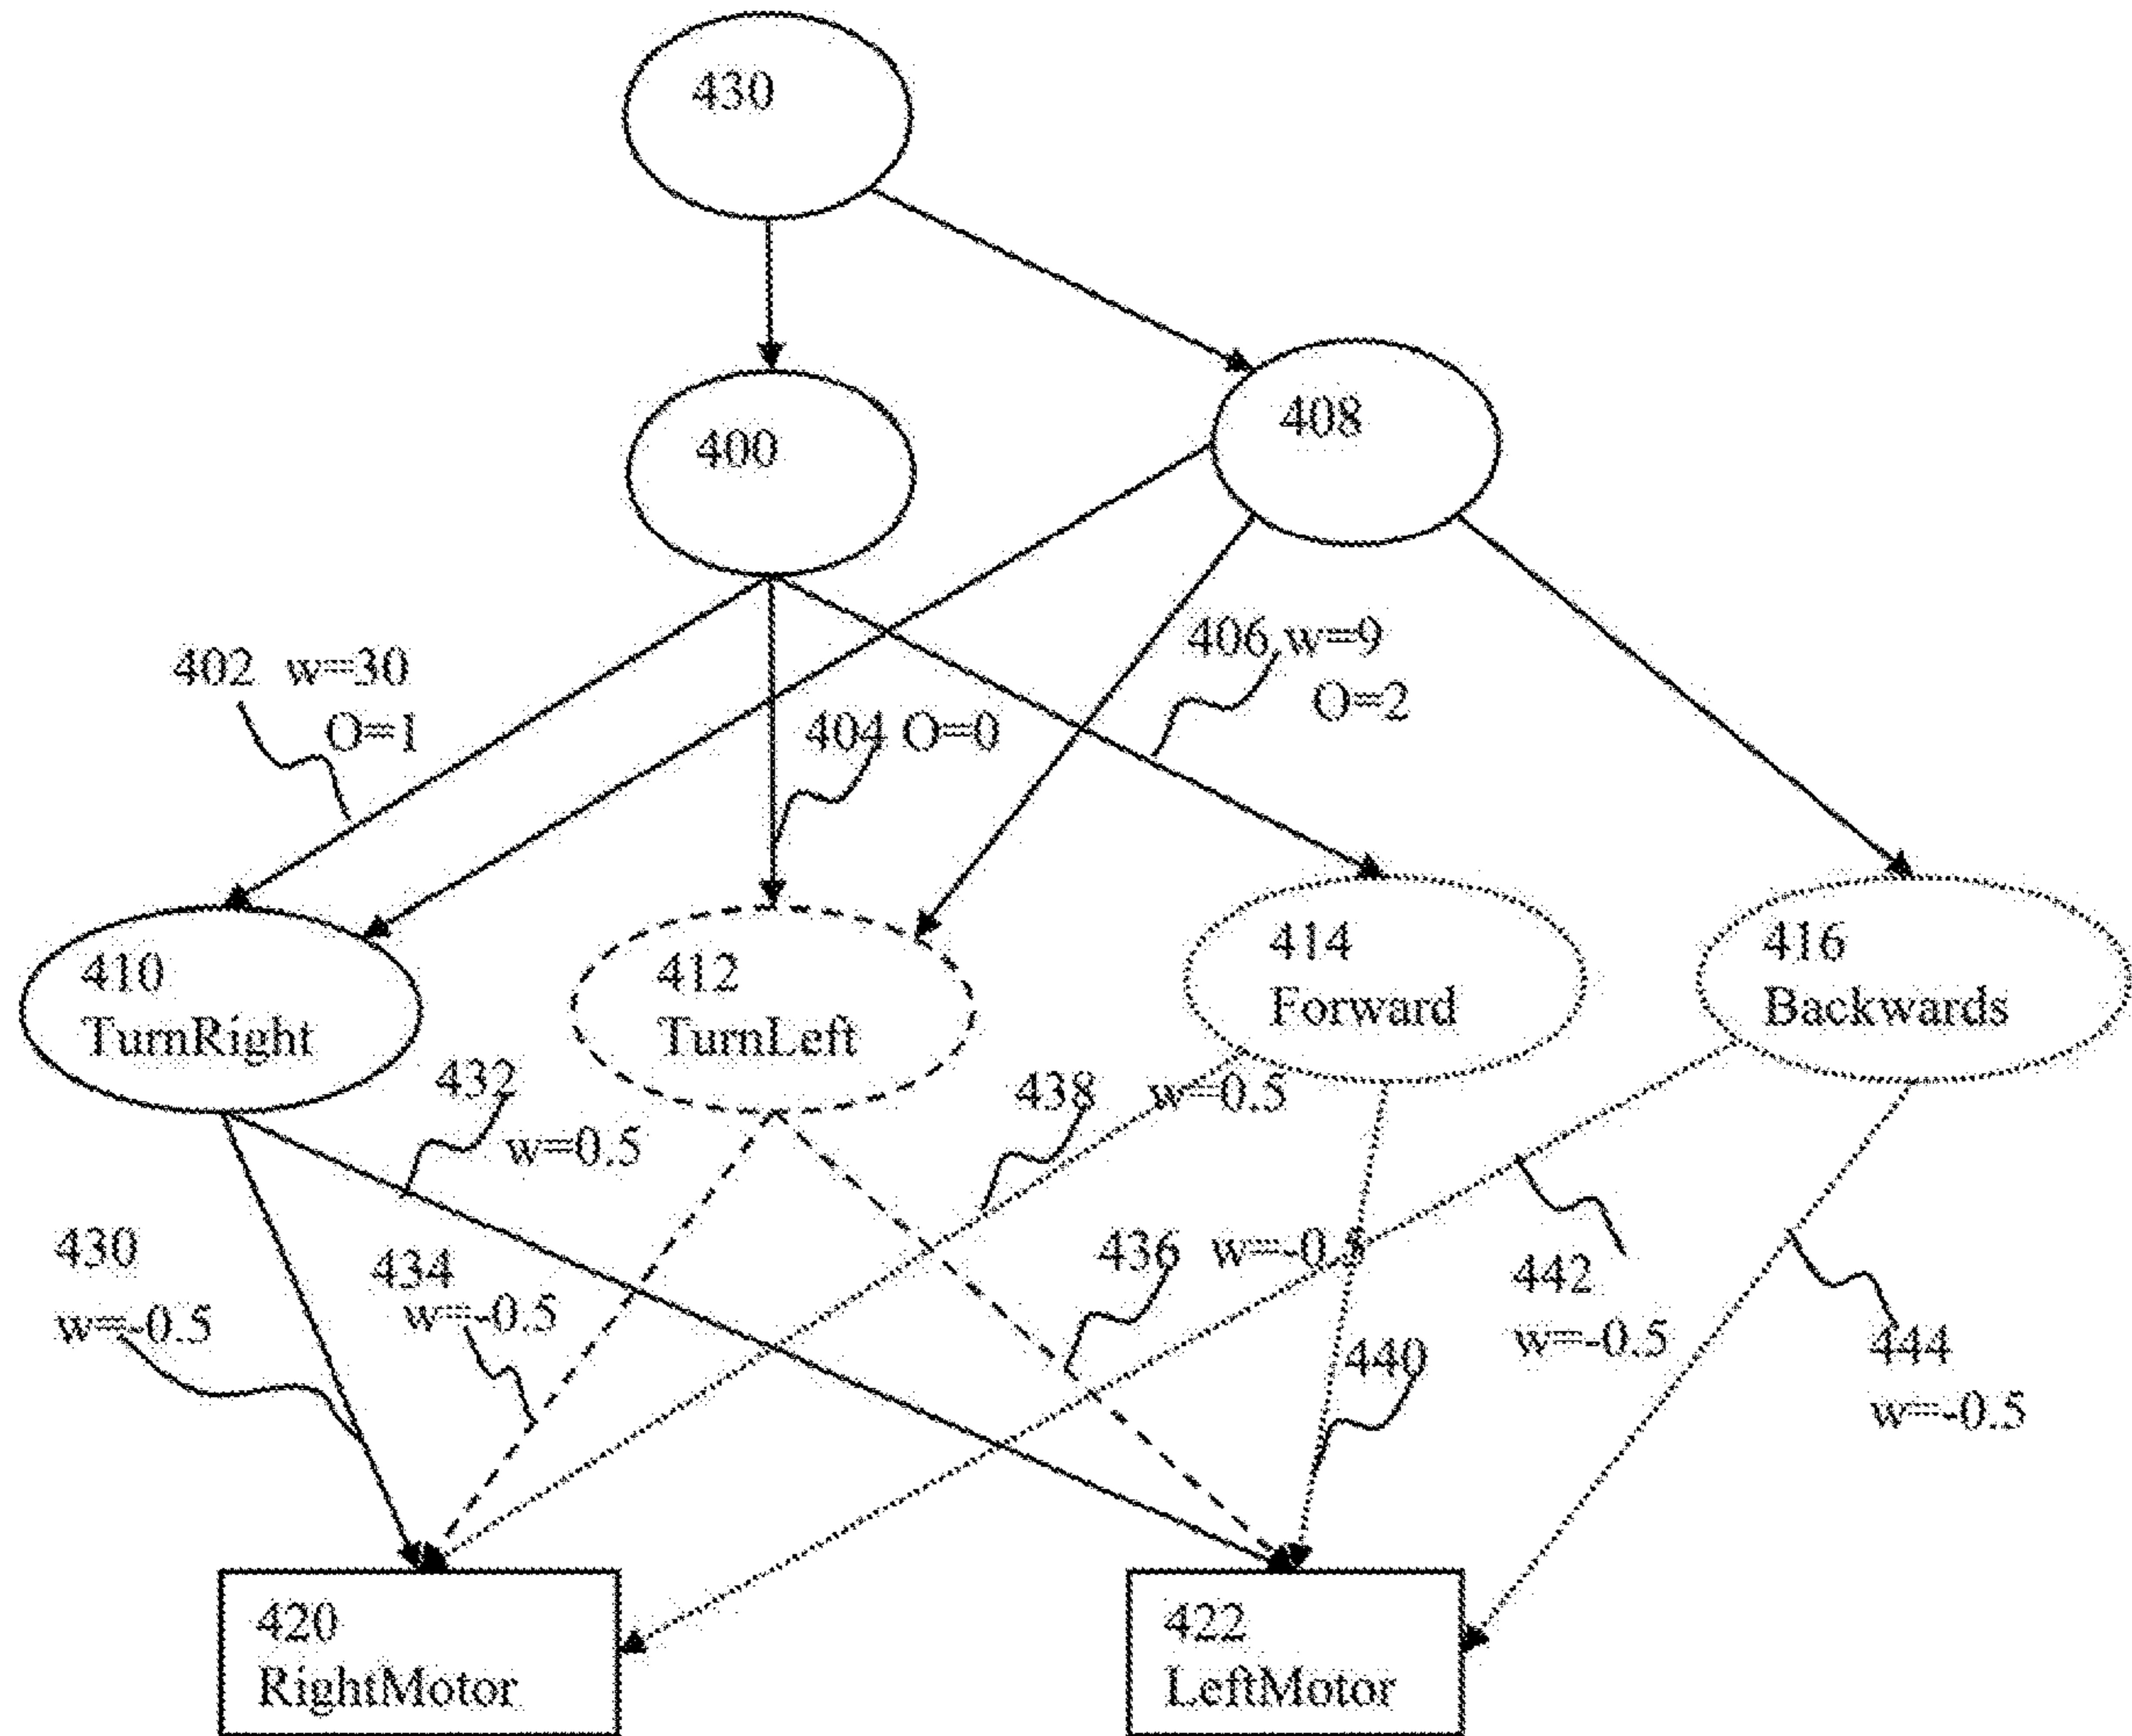 430
400
408
402 w=30
O=1
404 O=0
406 w=9
O=2
410
TurnRight
412
TurnLeft
414
Forward
416
Backwards
432
w=0.5
438 w=0.5
430
w=-0.5
434
w=-0.5
436 w=-0.5
440
442
w=-0.5
444
w=-0.5
420
RightMotor
422
LeftMotor